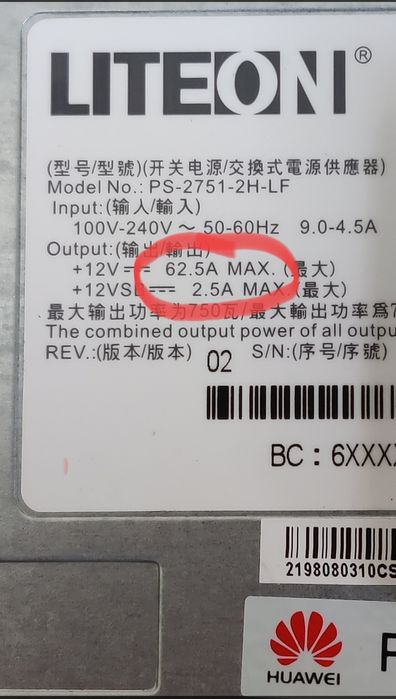 LITEON®
(型号/型號)(开关电源/交換式電源供應器)
Model No.: PS-2751-2H-LF
Input:(输入/輸入)
100V-240V ～ 50-60Hz 9.0-4.5A
Output:(输出/輸出)
+12V⎓ 62.5A MAX.(最大)
+12VSB⎓ 2.5A MAX.(最大)
最大输出功率为750瓦/最大輸出功率為7
The combined output power of all outpu
REV.:(版本/版本) 02 S/N:(序号/序號)
BC：6XXXX
2198080310CS
HUAWEI